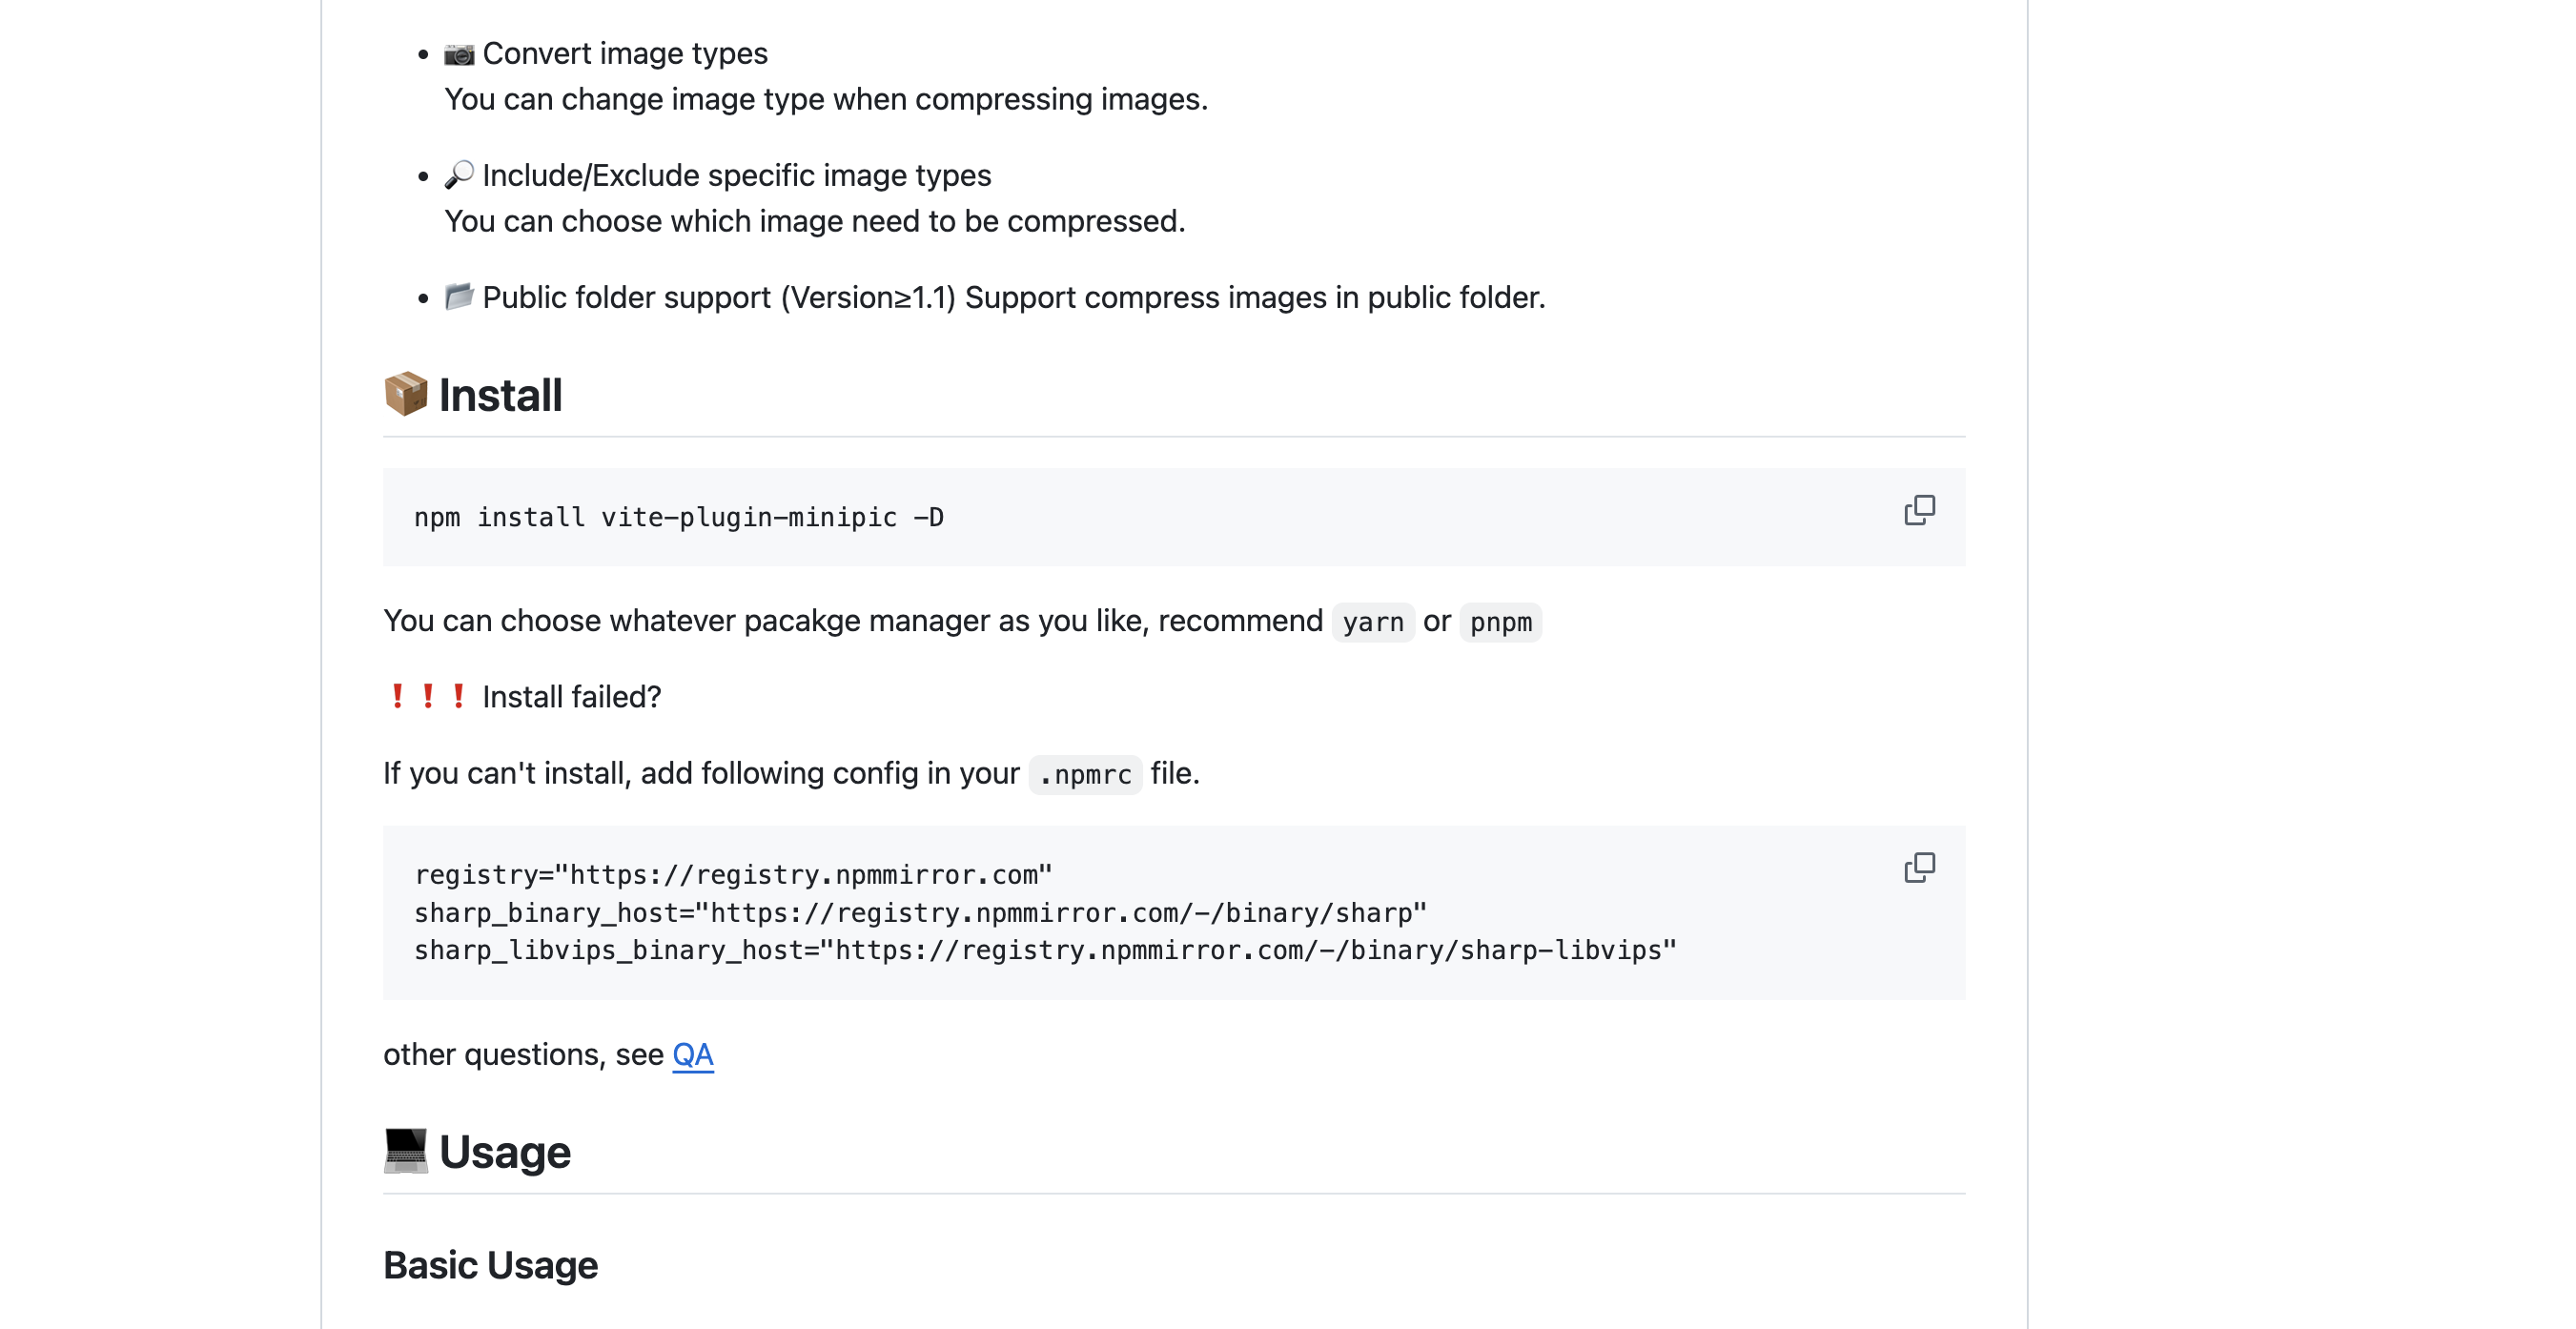 📷 Convert image types
You can change image type when compressing images.
🔎 Include/Exclude specific image types
You can choose which image need to be compressed.
📂 Public folder support (Version≥1.1) Support compress images in public folder.
📦 Install
npm install vite-plugin-minipic -D
You can choose whatever pacakge manager as you like, recommend yarn or pnpm
❗❗❗ Install failed?
If you can't install, add following config in your .npmrc file.
registry="https://registry.npmmirror.com"
sharp_binary_host="https://registry.npmmirror.com/-/binary/sharp"
sharp_libvips_binary_host="https://registry.npmmirror.com/-/binary/sharp-libvips"
other questions, see QA
💻 Usage
Basic Usage